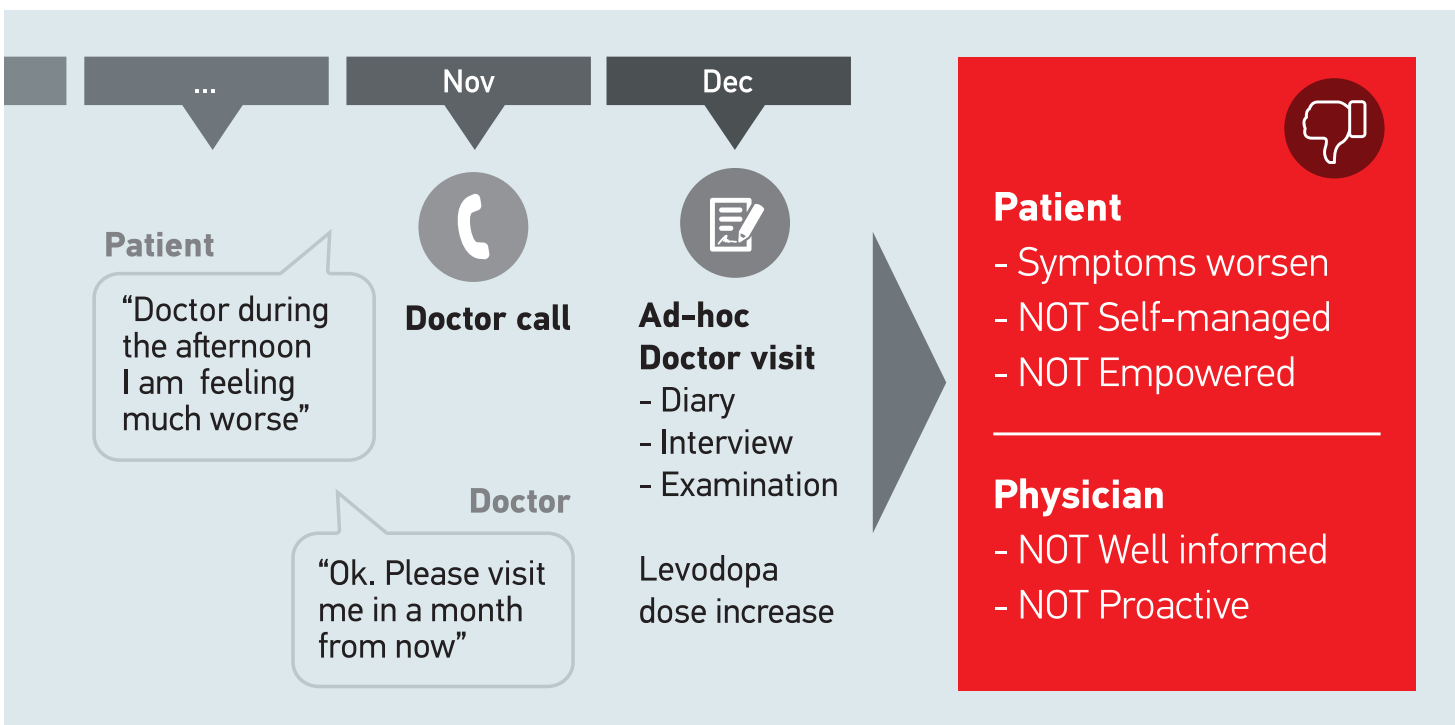 ...
Nov
Dec
Patient
“Doctor during
the afternoon
I am feeling
much worse”
Doctor call
Doctor
“Ok. Please visit
me in a month
from now”
Ad-hoc
Doctor visit
- Diary
- Interview
- Examination
Levodopa
dose increase
Patient
- Symptoms worsen
- NOT Self-managed
- NOT Empowered
Physician
- NOT Well informed
- NOT Proactive